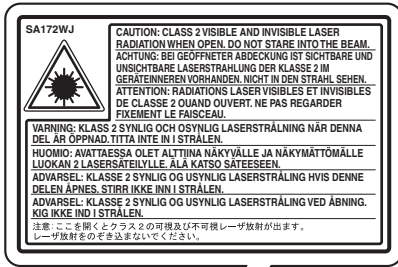 SA172WJ
CAUTION: CLASS 2 VISIBLE AND INVISIBLE LASER
RADIATION WHEN OPEN. DO NOT STARE INTO THE BEAM.
ACHTUNG: BEI GEÖFFNETER ABDECKUNG IST SICHTBARE UND
UNSICHTBARE LASERSTRAHLUNG DER KLASSE 2 IM
GERÄTEINNEREN VORHANDEN. NICHT IN DEN STRAHL SEHEN.
ATTENTION: RADIATIONS LASER VISIBLES ET INVISIBLES
DE CLASSE 2 QUAND OUVERT. NE PAS REGARDER
FIXEMENT LE FAISCEAU.
VARNING: KLASS 2 SYNLIG OCH OSYNLIG LASERSTRÅLNING NÄR DENNA
DEL ÄR ÖPPNAD. TITTA INTE IN I STRÅLEN.
HUOMIO: AVATTAESSA OLET ALTTIINA NÄKYVÄLLE JA NÄKYMÄTTÖMÄLLE
LUOKAN 2 LASERSÄTEILYLLE. ÄLÄ KATSO SÄTEESEEN.
ADVARSEL: KLASSE 2 SYNLIG OG USYNLIG LASERSTRÅLING HVIS DENNE
DELEN ÅPNES. STIRR IKKE INN I STRÅLEN.
ADVARSEL: KLASSE 2 SYNLIG OG USYNLIG LASERSTRÅLING VED ÅBNING.
KIG IKKE IND I STRÅLEN.
注意:ここを開くとクラス2の可視及び不可視レーザ放射が出ます。
レーザ放射をのぞき込まないでください。